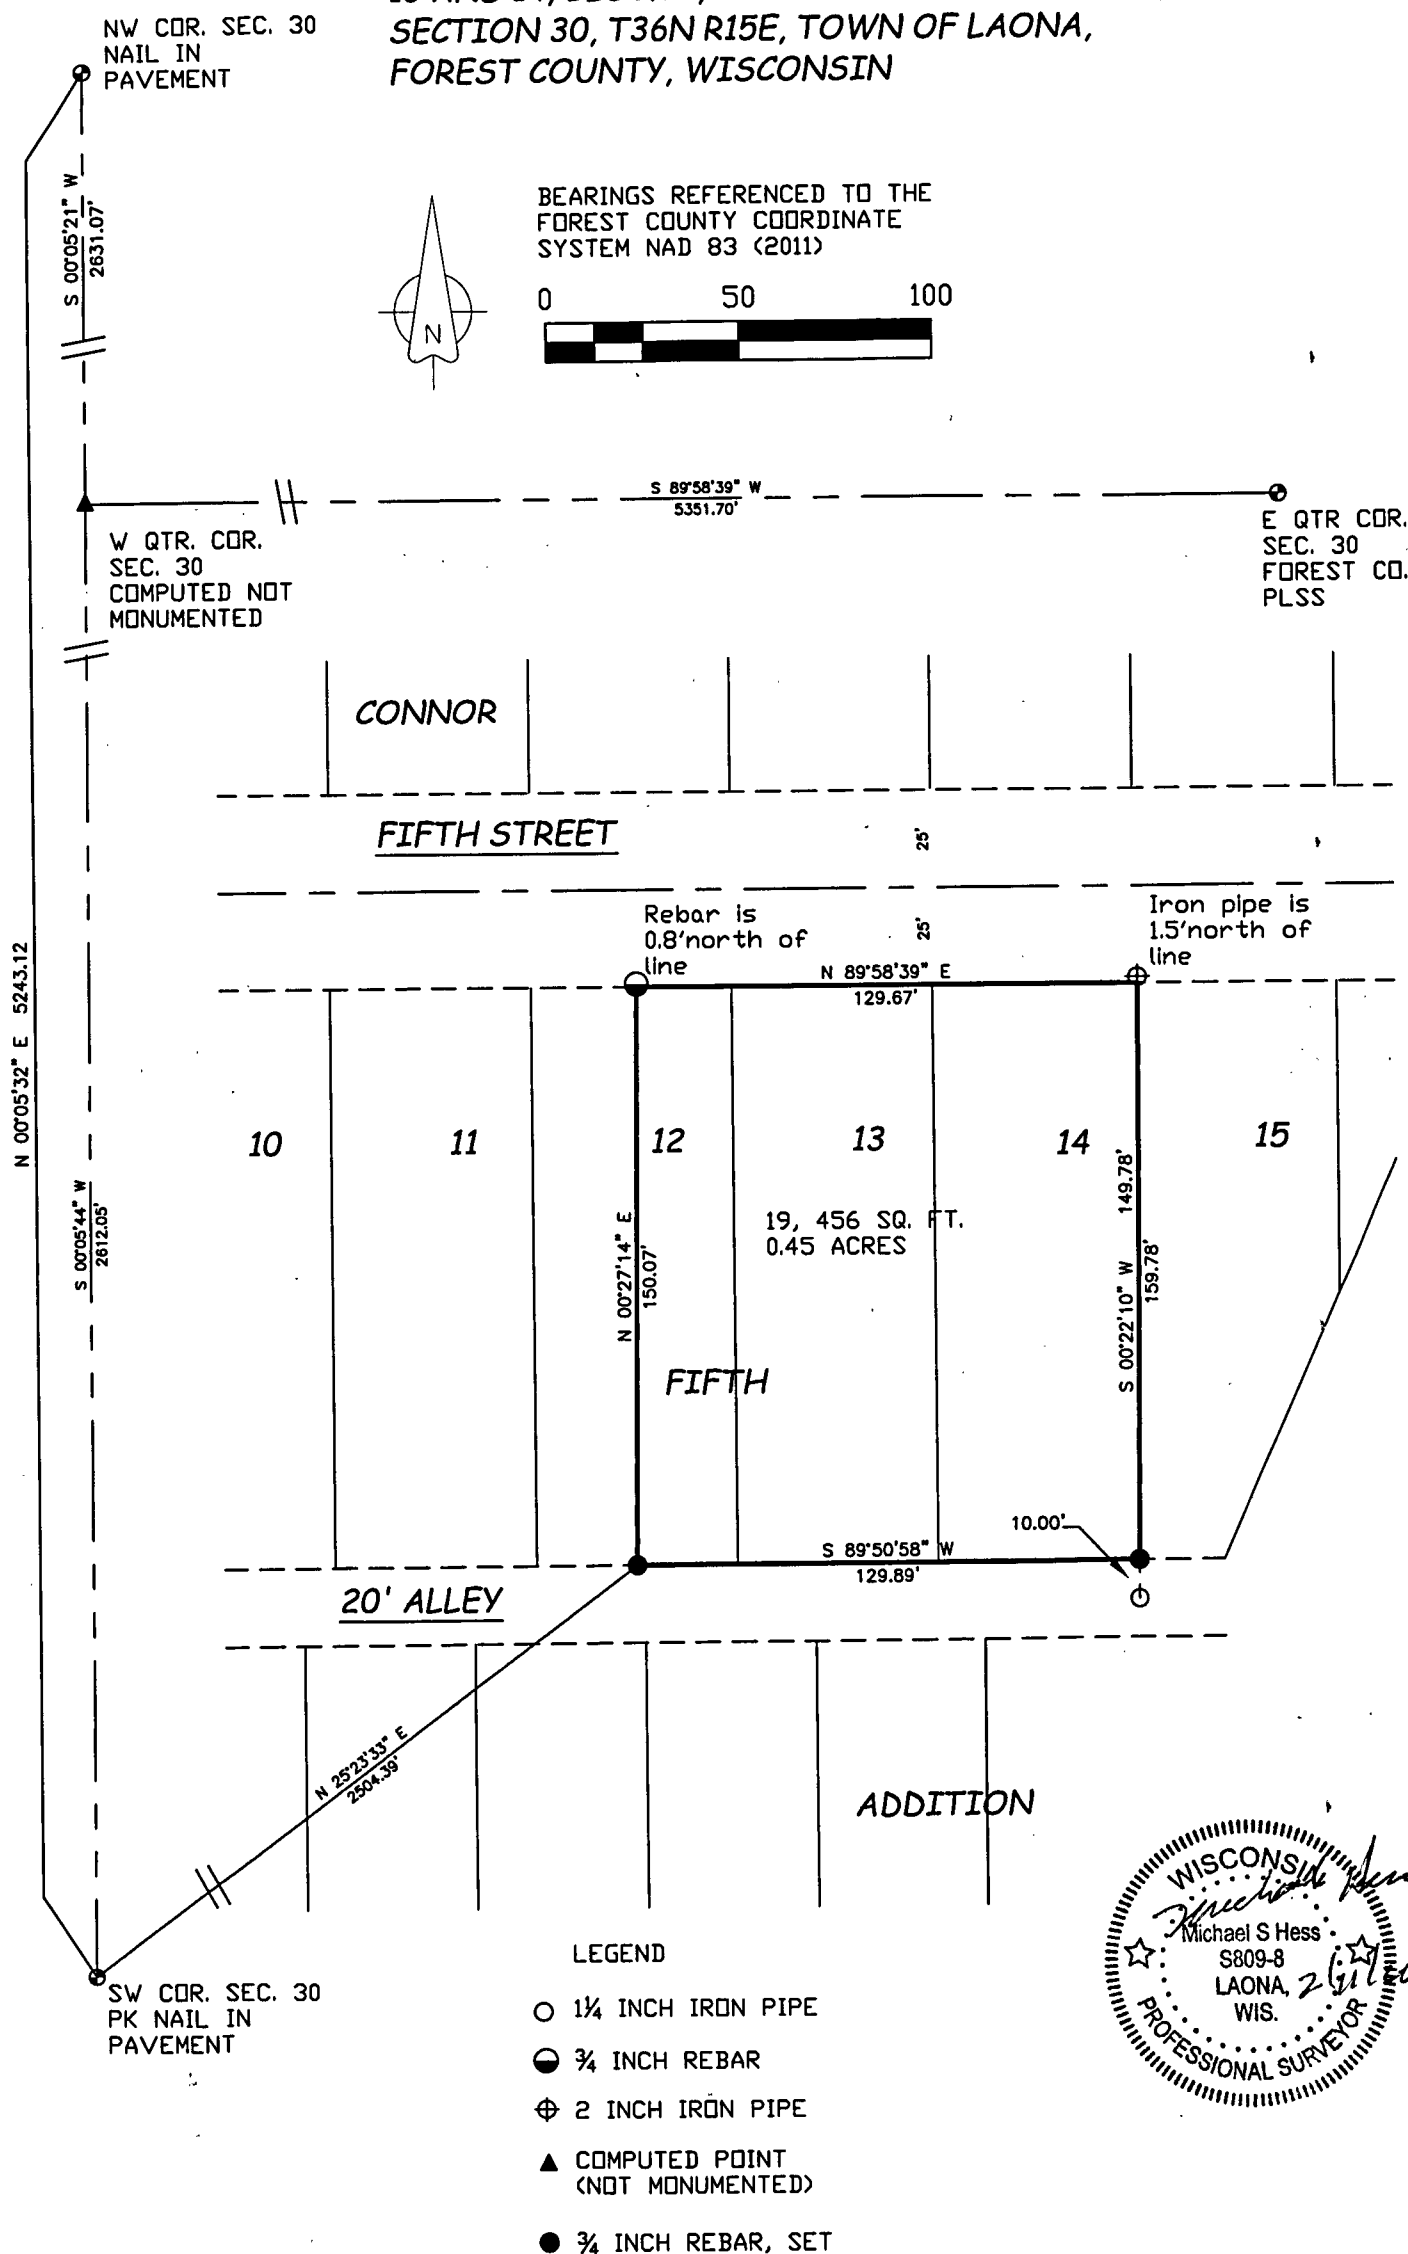 SECTION 30, T36N R15E, TOWN OF LAONA,
FOREST COUNTY, WISCONSIN
NW COR. SEC. 30
NAIL IN
PAVEMENT
S 00°05'21" W
2631.07'
BEARINGS REFERENCED TO THE
FOREST COUNTY COORDINATE
SYSTEM NAD 83 (2011)
0 50 100
N
S 89°58'39" W
5351.70'
W QTR. COR.
SEC. 30
COMPUTED NOT
MONUMENTED
E QTR COR.
SEC. 30
FOREST CO.
PLSS
CONNOR
FIFTH STREET
25'
25'
Rebar is
0.8'north of
line
Iron pipe is
1.5'north of
line
N 89°58'39" E
129.67'
N 00°05'32" E 5243.12
S 00°05'44" W
2612.05'
10 11 12 13 14 15
19, 456 SQ. FT.
0.45 ACRES
N 00°27'14" E
150.07'
149.78'
S 00°22'10" W
159.78'
FIFTH
10.00'
S 89°50'58" W
129.89'
20' ALLEY
N 25°23'33" E
2504.39'
ADDITION
SW COR. SEC. 30
PK NAIL IN
PAVEMENT
LEGEND
1¼ INCH IRON PIPE
¾ INCH REBAR
2 INCH IRON PIPE
COMPUTED POINT
(NOT MONUMENTED)
¾ INCH REBAR, SET
WISCONSIN
Michael S Hess
S809-8
LAONA,
WIS.
PROFESSIONAL SURVEYOR